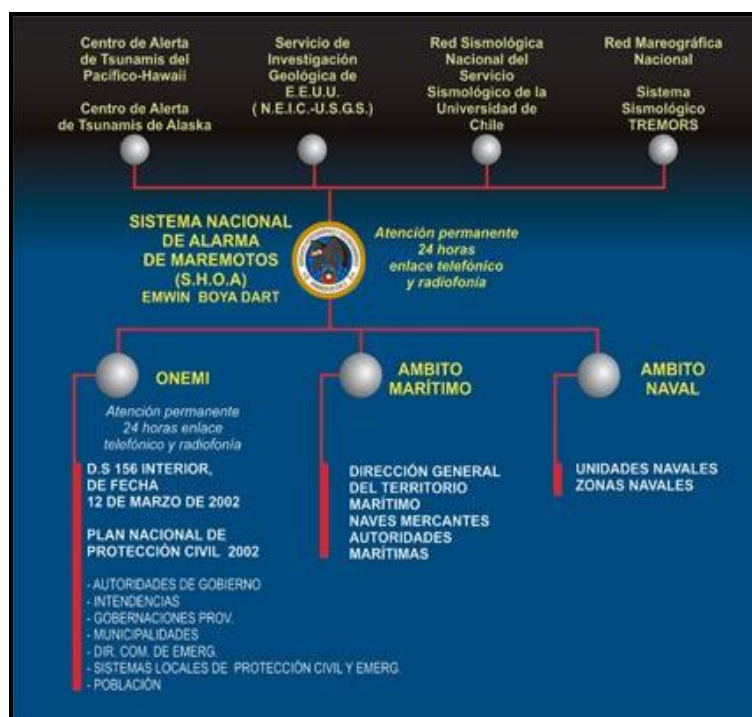 Centro de Alerta
de Tsunamis del
Pacífico-Hawaii
Centro de Alerta
de Tsunamis de Alaska
Servicio de
Investigación
Geológica de
E.E.U.U.
( N.E.I.C.-U.S.G.S.)
Red Sismológica
Nacional del
Servicio
Sismológico de la
Universidad de
Chile
Red Mareográfica
Nacional
Sistema
Sismológico
TREMORS
SISTEMA NACIONAL
DE ALARMA
DE MAREMOTOS
(S.H.O.A)
EMWIN BOYA DART
Atención permanente
24 horas
enlace telefónico
y radiofonía
ONEMI
Atención permanente
24 horas enlace
telefónico y radiofonía
D.S 156 INTERIOR,
DE FECHA
12 DE MARZO DE 2002
PLAN NACIONAL DE
PROTECCIÓN CIVIL 2002
- AUTORIDADES DE GOBIERNO
- INTENDENCIAS
- GOBERNACIONES PROV.
- MUNICIPALIDADES
- DIR. COM. DE EMERG.
- SISTEMAS LOCALES DE PROTECCIÓN CIVIL Y EMERG.
- POBLACIÓN
AMBITO
MARÍTIMO
DIRECCIÓN GENERAL
DEL TERRITORIO
MARÍTIMO
NAVES MERCANTES
AUTORIDADES
MARÍTIMAS
AMBITO
NAVAL
UNIDADES NAVALES
ZONAS NAVALES